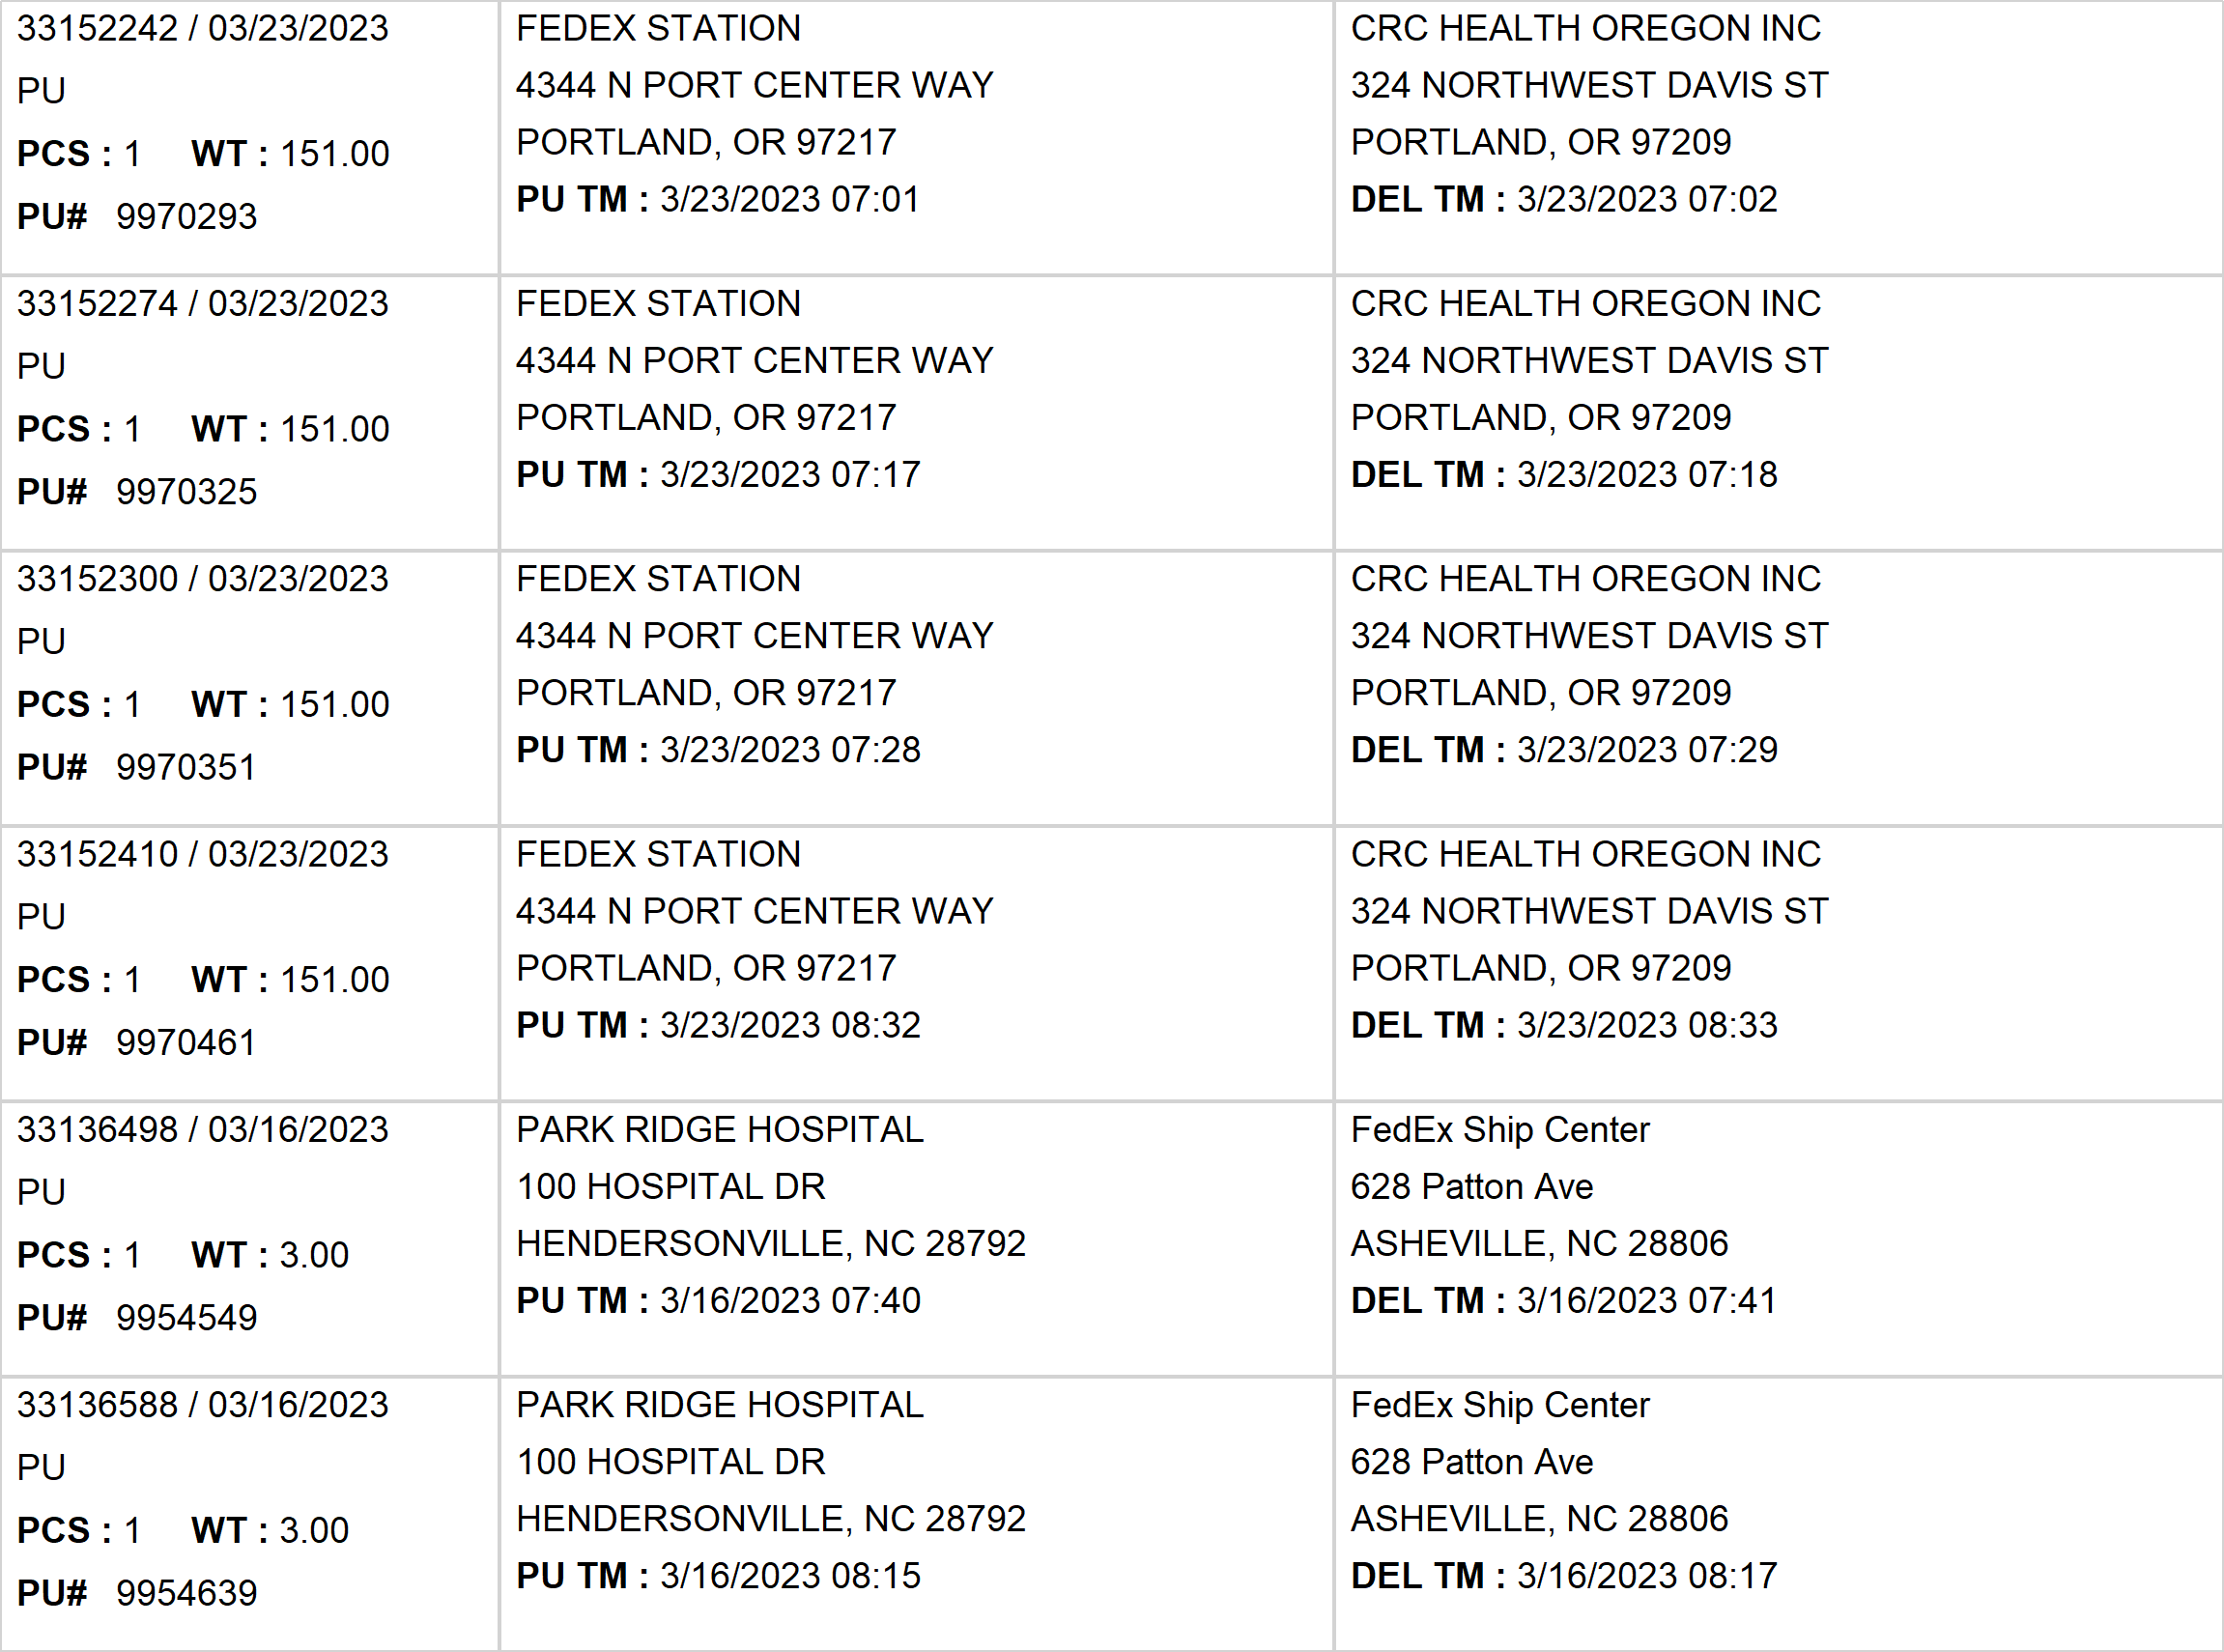 33152242 / 03/23/2023
PU
PCS : 1 WT : 151.00
PU# 9970293
FEDEX STATION
4344 N PORT CENTER WAY
PORTLAND, OR 97217
PU TM : 3/23/2023 07:01
CRC HEALTH OREGON INC
324 NORTHWEST DAVIS ST
PORTLAND, OR 97209
DEL TM : 3/23/2023 07:02
33152274 / 03/23/2023
PU
PCS : 1 WT : 151.00
PU# 9970325
FEDEX STATION
4344 N PORT CENTER WAY
PORTLAND, OR 97217
PU TM : 3/23/2023 07:17
CRC HEALTH OREGON INC
324 NORTHWEST DAVIS ST
PORTLAND, OR 97209
DEL TM : 3/23/2023 07:18
33152300 / 03/23/2023
PU
PCS : 1 WT : 151.00
PU# 9970351
FEDEX STATION
4344 N PORT CENTER WAY
PORTLAND, OR 97217
PU TM : 3/23/2023 07:28
CRC HEALTH OREGON INC
324 NORTHWEST DAVIS ST
PORTLAND, OR 97209
DEL TM : 3/23/2023 07:29
33152410 / 03/23/2023
PU
PCS : 1 WT : 151.00
PU# 9970461
FEDEX STATION
4344 N PORT CENTER WAY
PORTLAND, OR 97217
PU TM : 3/23/2023 08:32
CRC HEALTH OREGON INC
324 NORTHWEST DAVIS ST
PORTLAND, OR 97209
DEL TM : 3/23/2023 08:33
33136498 / 03/16/2023
PU
PCS : 1 WT : 3.00
PU# 9954549
PARK RIDGE HOSPITAL
100 HOSPITAL DR
HENDERSONVILLE, NC 28792
PU TM : 3/16/2023 07:40
FedEx Ship Center
628 Patton Ave
ASHEVILLE, NC 28806
DEL TM : 3/16/2023 07:41
33136588 / 03/16/2023
PU
PCS : 1 WT : 3.00
PU# 9954639
PARK RIDGE HOSPITAL
100 HOSPITAL DR
HENDERSONVILLE, NC 28792
PU TM : 3/16/2023 08:15
FedEx Ship Center
628 Patton Ave
ASHEVILLE, NC 28806
DEL TM : 3/16/2023 08:17